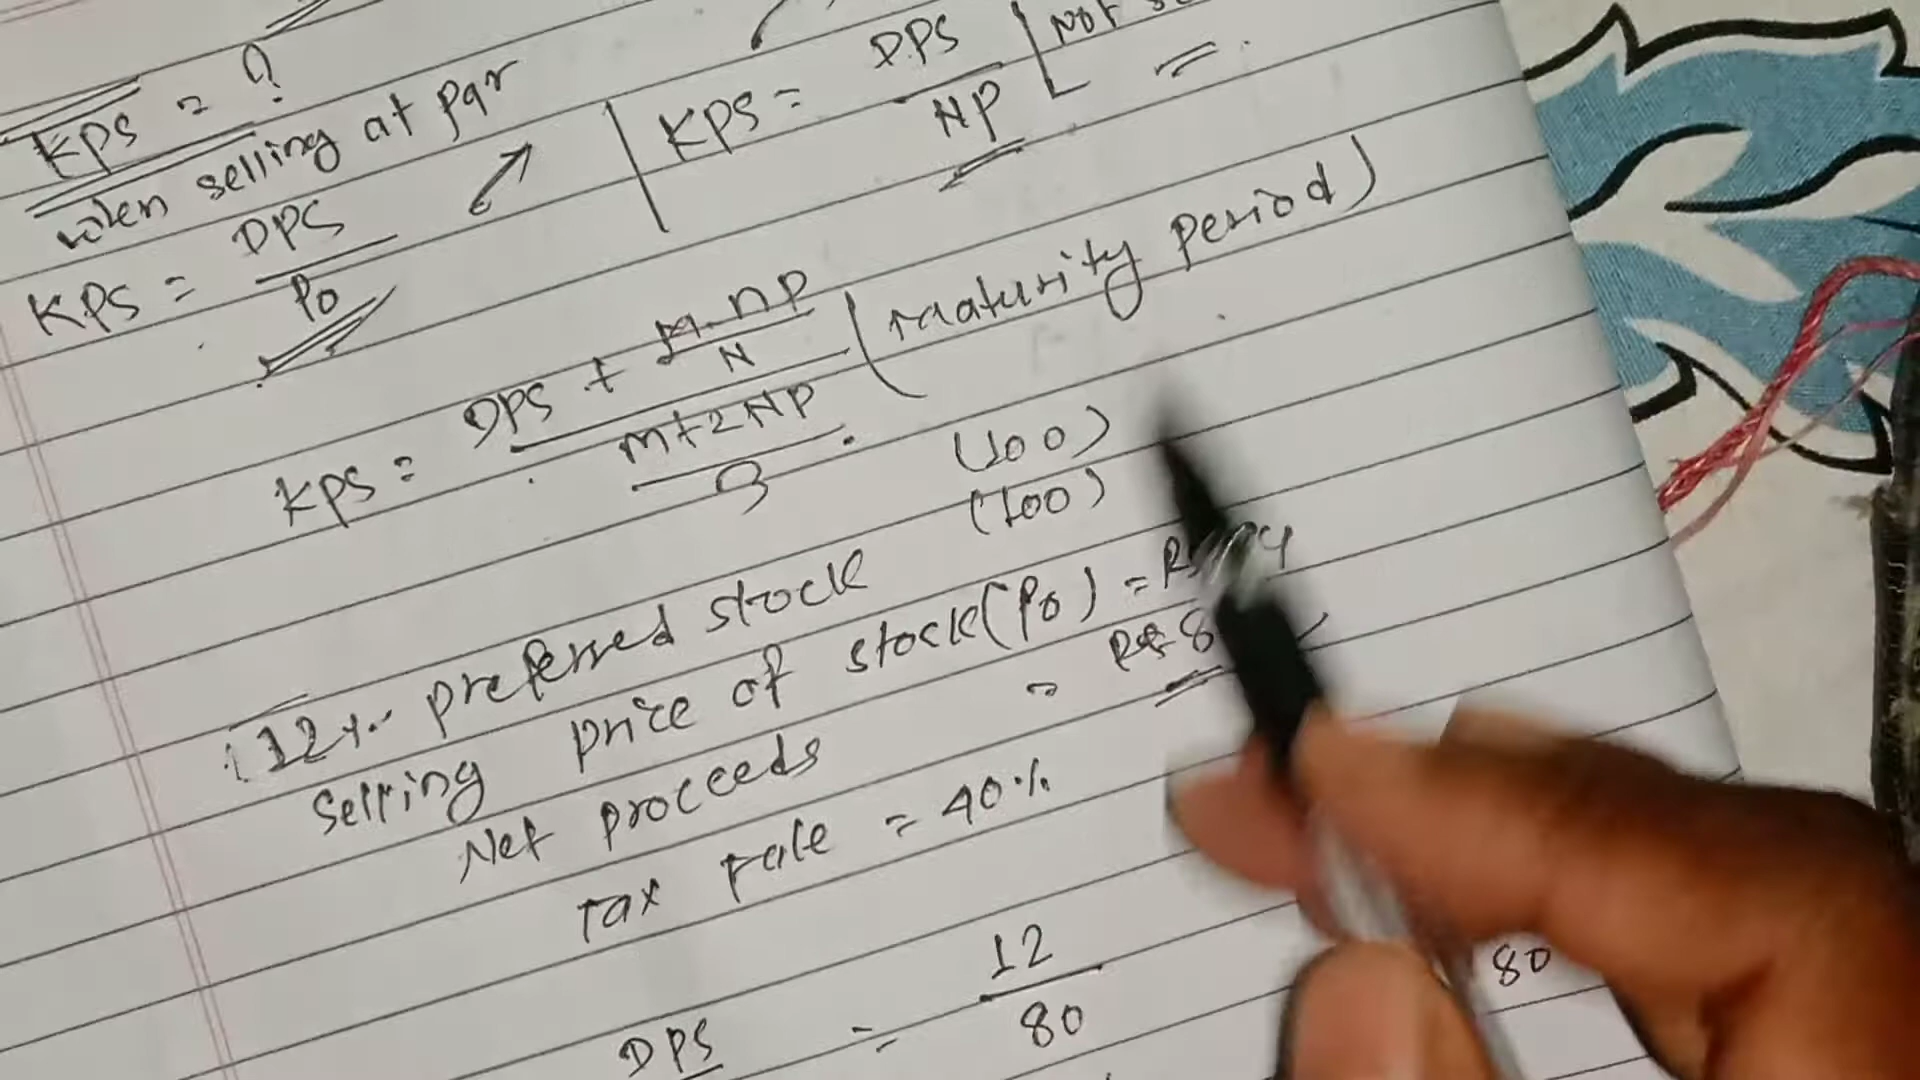 KPS = ?
when selling at par
KPS = DPS / P0
KPS = DPS / NP | Not
KPS = DPS + M-NP/N / M+2NP/3 (maturity period)
(100)
(100)
12%. preferred stock
Selling price of stock (P0) =
Net proceeds =
Tax rate = 40%
DPS = 12 / 80
80